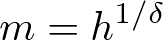 m = h^{1/δ}